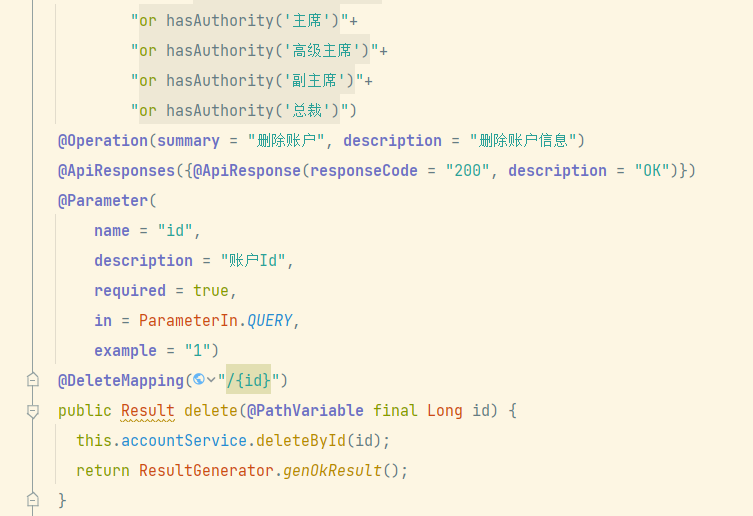 "or hasAuthority('主席')"+
"or hasAuthority('高级主席')"+
"or hasAuthority('副主席')"+
"or hasAuthority('总裁')")
@Operation(summary = "删除账户", description = "删除账户信息")
@ApiResponses({@ApiResponse(responseCode = "200", description = "OK")})
@Parameter(
name = "id",
description = "账户Id",
required = true,
in = ParameterIn.QUERY,
example = "1")
@DeleteMapping("/{id}")
public Result delete(@PathVariable final Long id) {
this.accountService.deleteById(id);
return ResultGenerator.genOkResult();
}